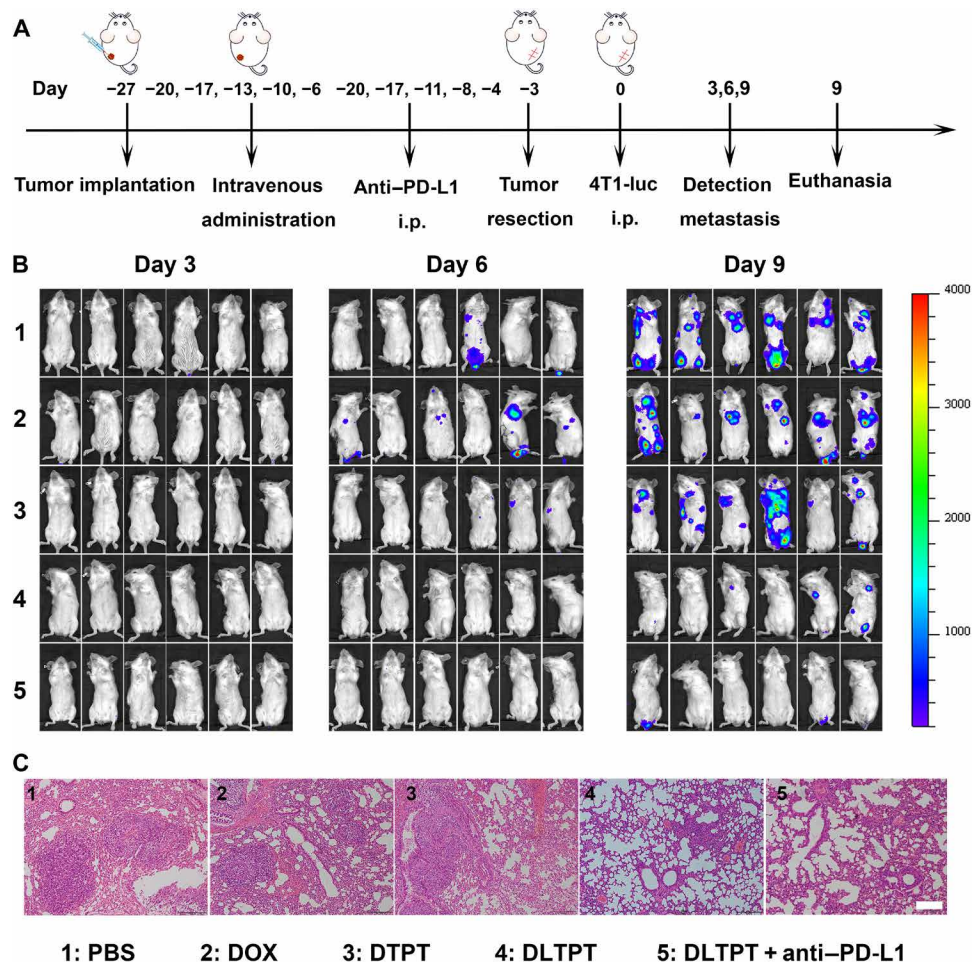 A
Day −27 −20, −17, −13, −10, −6 −20, −17, −11, −8, −4 −3 0 3,6,9 9
Tumor implantation Intravenous Anti–PD-L1 Tumor 4T1-luc Detection Euthanasia
administration i.p. resection i.p. metastasis
B Day 3 Day 6 Day 9
4000
1
2
3000
3
2000
4
1000
5
C
1 2 3 4 5
1: PBS 2: DOX 3: DTPT 4: DLTPT 5: DLTPT + anti–PD-L1